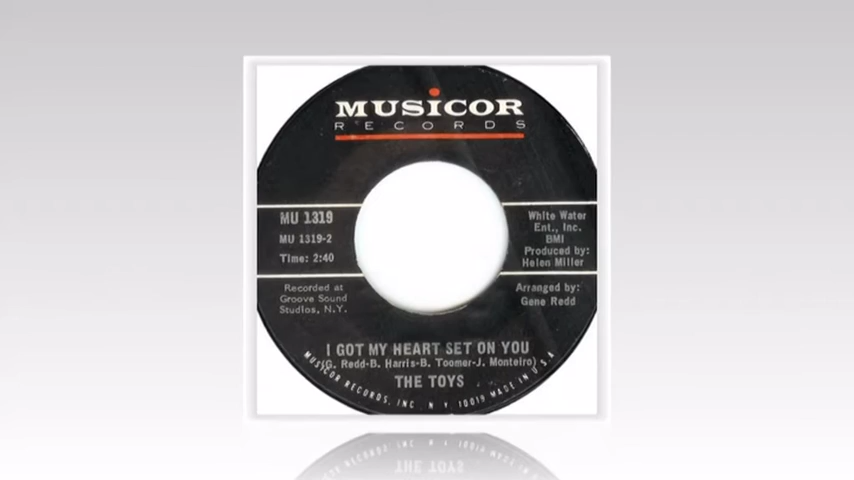 MUSICOR
RECORDS
MU 1319
MU 1319-2
Time: 2:40
Recorded at
Groove Sound
Studios, N.Y.
White Water
Ent., Inc.
BMI
Produced by:
Helen Miller
Arranged by:
Gene Redd
I GOT MY HEART SET ON YOU
(G. Redd-B. Harris-B. Toomer-J. Monteiro)
THE TOYS
MUSICOR RECORDS, INC. N.Y. 10019 MADE IN U.S.A.